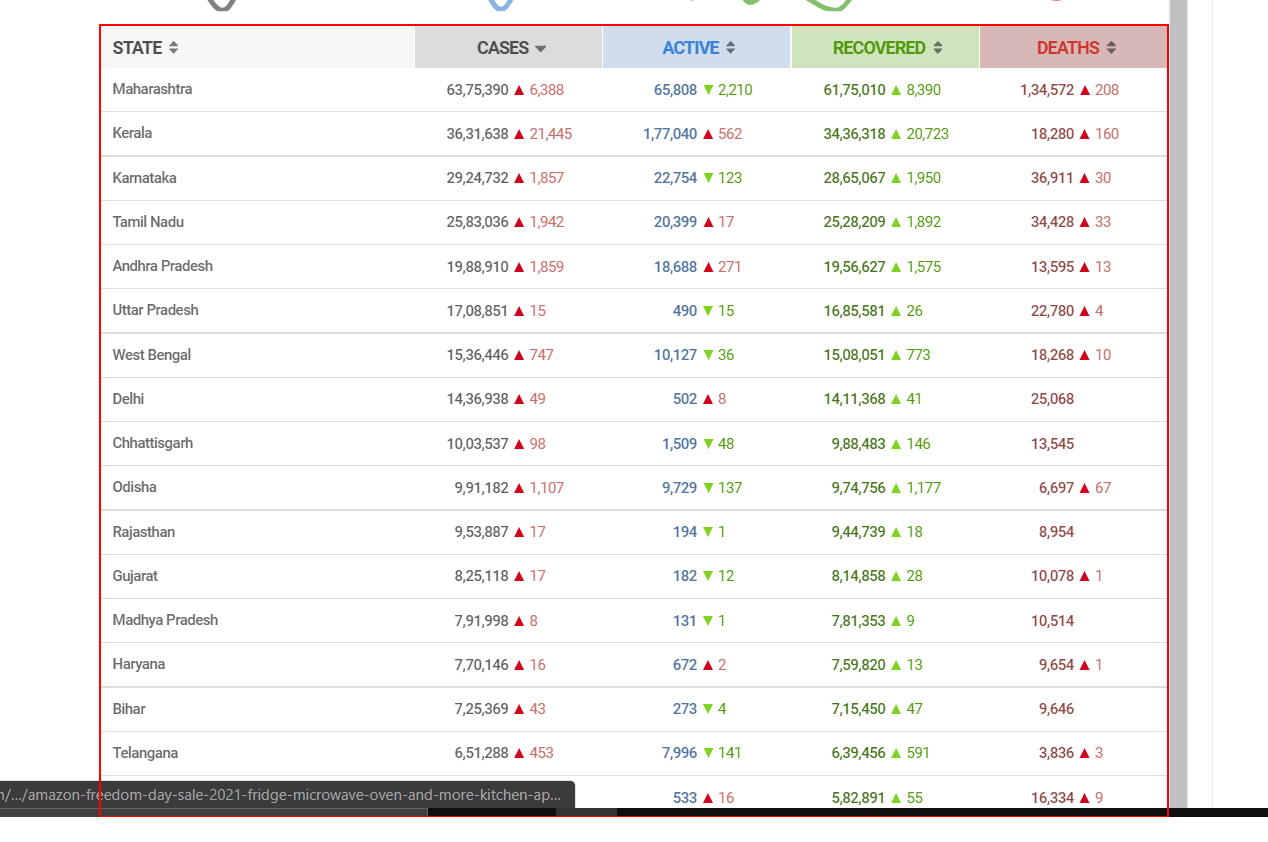 STATE CASES ACTIVE RECOVERED DEATHS
Maharashtra 63,75,390 ▲ 6,388 65,808 ▼ 2,210 61,75,010 ▲ 8,390 1,34,572 ▲ 208
Kerala 36,31,638 ▲ 21,445 1,77,040 ▲ 562 34,36,318 ▲ 20,723 18,280 ▲ 160
Karnataka 29,24,732 ▲ 1,857 22,754 ▼ 123 28,65,067 ▲ 1,950 36,911 ▲ 30
Tamil Nadu 25,83,036 ▲ 1,942 20,399 ▲ 17 25,28,209 ▲ 1,892 34,428 ▲ 33
Andhra Pradesh 19,88,910 ▲ 1,859 18,688 ▲ 271 19,56,627 ▲ 1,575 13,595 ▲ 13
Uttar Pradesh 17,08,851 ▲ 15 490 ▼ 15 16,85,581 ▲ 26 22,780 ▲ 4
West Bengal 15,36,446 ▲ 747 10,127 ▼ 36 15,08,051 ▲ 773 18,268 ▲ 10
Delhi 14,36,938 ▲ 49 502 ▲ 8 14,11,368 ▲ 41 25,068
Chhattisgarh 10,03,537 ▲ 98 1,509 ▼ 48 9,88,483 ▲ 146 13,545
Odisha 9,91,182 ▲ 1,107 9,729 ▼ 137 9,74,756 ▲ 1,177 6,697 ▲ 67
Rajasthan 9,53,887 ▲ 17 194 ▼ 1 9,44,739 ▲ 18 8,954
Gujarat 8,25,118 ▲ 17 182 ▼ 12 8,14,858 ▲ 28 10,078 ▲ 1
Madhya Pradesh 7,91,998 ▲ 8 131 ▼ 1 7,81,353 ▲ 9 10,514
Haryana 7,70,146 ▲ 16 672 ▲ 2 7,59,820 ▲ 13 9,654 ▲ 1
Bihar 7,25,369 ▲ 43 273 ▼ 4 7,15,450 ▲ 47 9,646
Telangana 6,51,288 ▲ 453 7,996 ▼ 141 6,39,456 ▲ 591 3,836 ▲ 3
/.../amazon-freedom-day-sale-2021-fridge-microwave-oven-and-more-kitchen-ap... 533 ▲ 16 5,82,891 ▲ 55 16,334 ▲ 9